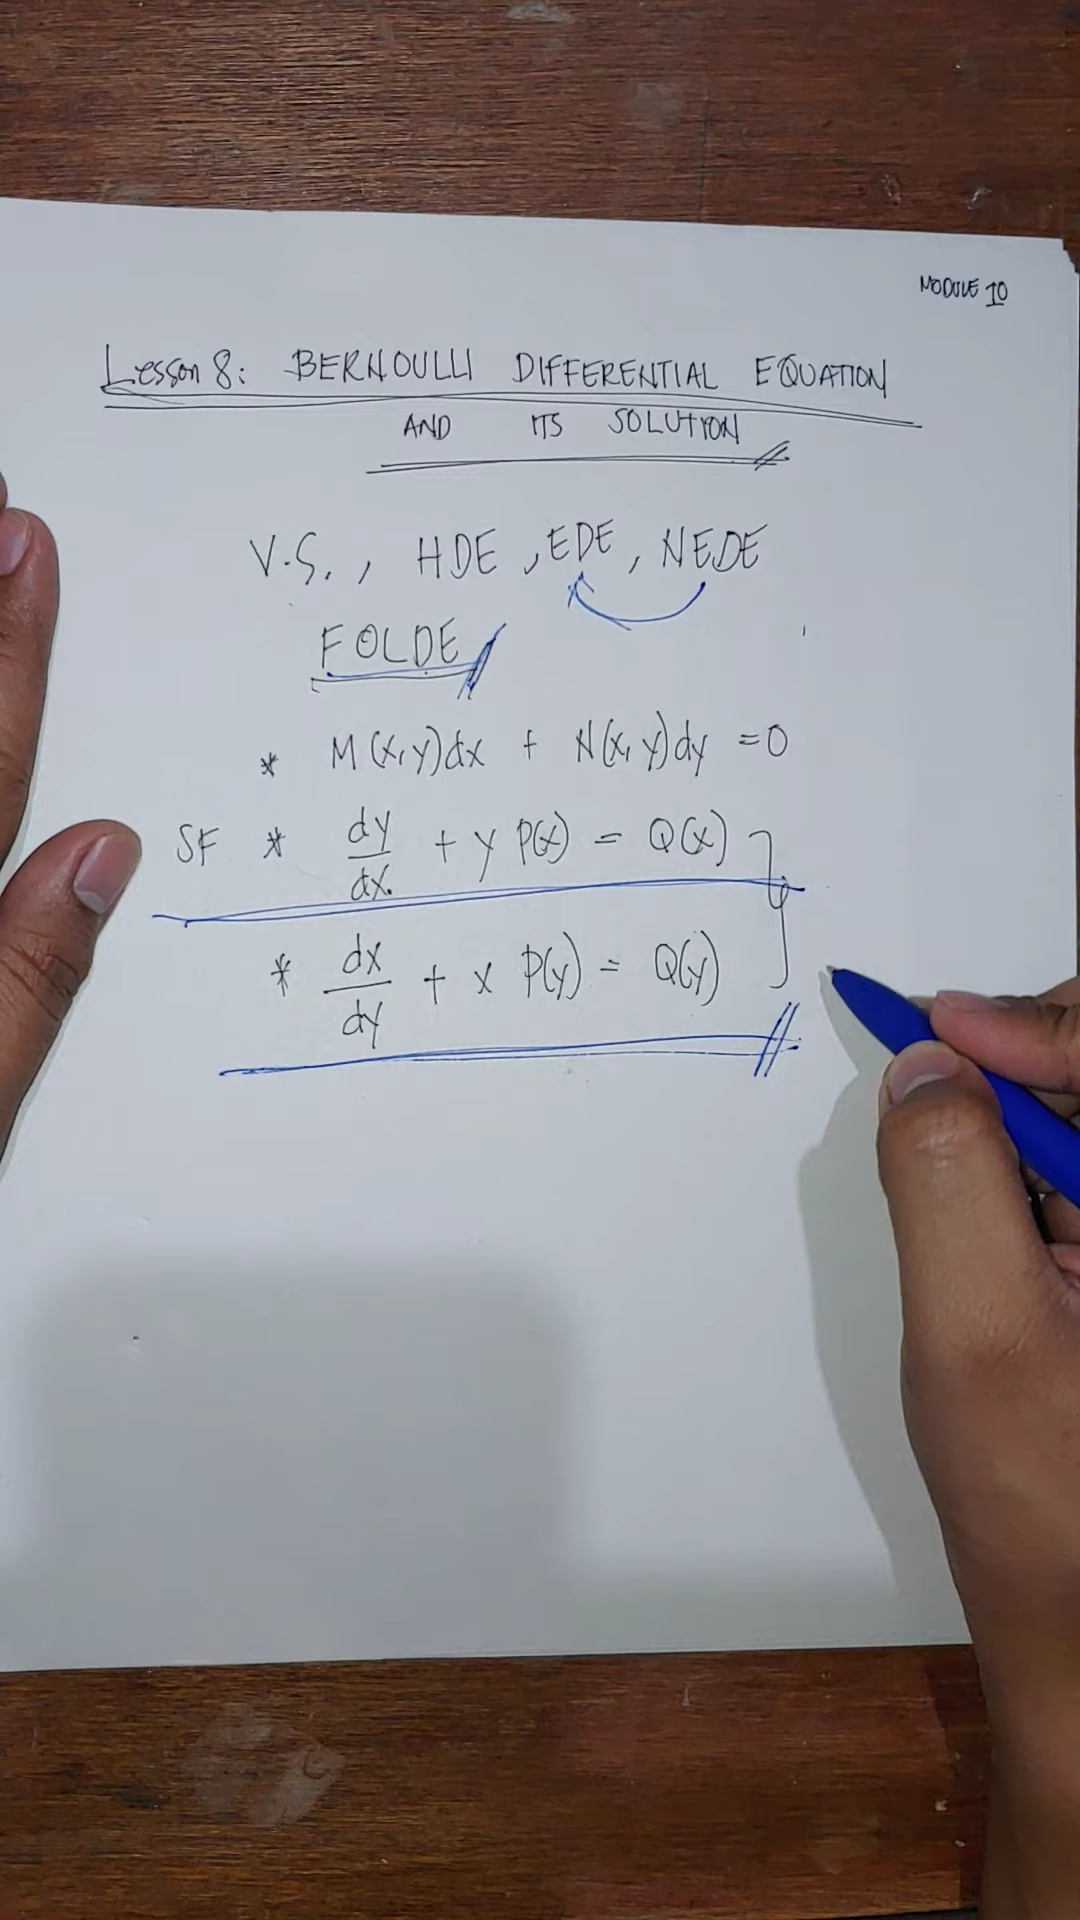 MODULE 10
Lesson 8: BERNOULLI DIFFERENTIAL EQUATION
AND ITS SOLUTION
V.S., HDE, EDE, NEDE
FOLDE
* M(x,y)dx + N(x,y)dy = 0
SF * dy/dx + y P(x) = Q(x)
* dx/dy + x P(y) = Q(y)